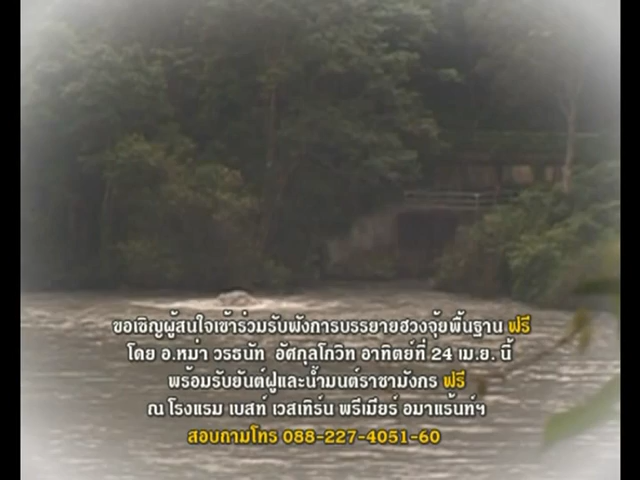 ขอเชิญผู้สนใจเข้าร่วมรับฟังการบรรยายฮวงจุ้ยพื้นฐาน ฟรี
โดย อ.หม่า วรธนัท อัศกุลโกวิท อาทิตย์ที่ 24 เม.ย. นี้
พร้อมรับยันต์ฝูและน้ำมนต์ราชามังกร ฟรี
ณ โรงแรม เบสท์ เวสเทิร์น พรีเมียร์ อมาแร้นท์ฯ
สอบถามโทร 088-227-4051-60